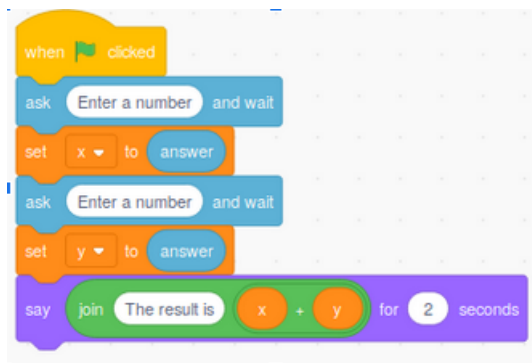 when clicked
ask Enter a number and wait
set x to answer
ask Enter a number and wait
set y to answer
say join The result is x + y for 2 seconds